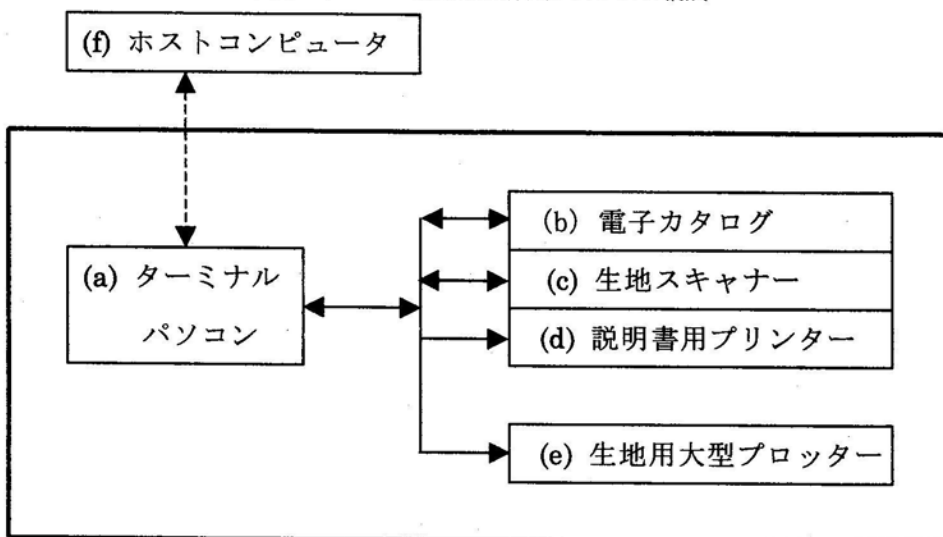 (f) ホストコンピュータ
(a) ターミナル
パソコン
(b) 電子カタログ
(c) 生地スキャナー
(d) 説明書用プリンター
(e) 生地用大型プロッター